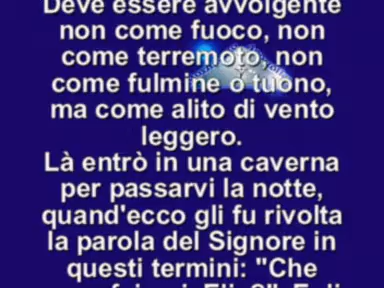 Deve essere avvolgente
non come fuoco, non
come terremoto, non
come fulmine o tuono,
ma come alito di vento
leggero.
Là entrò in una caverna
per passarvi la notte,
quand'ecco gli fu rivolta
la parola del Signore in
questi termini: "Che